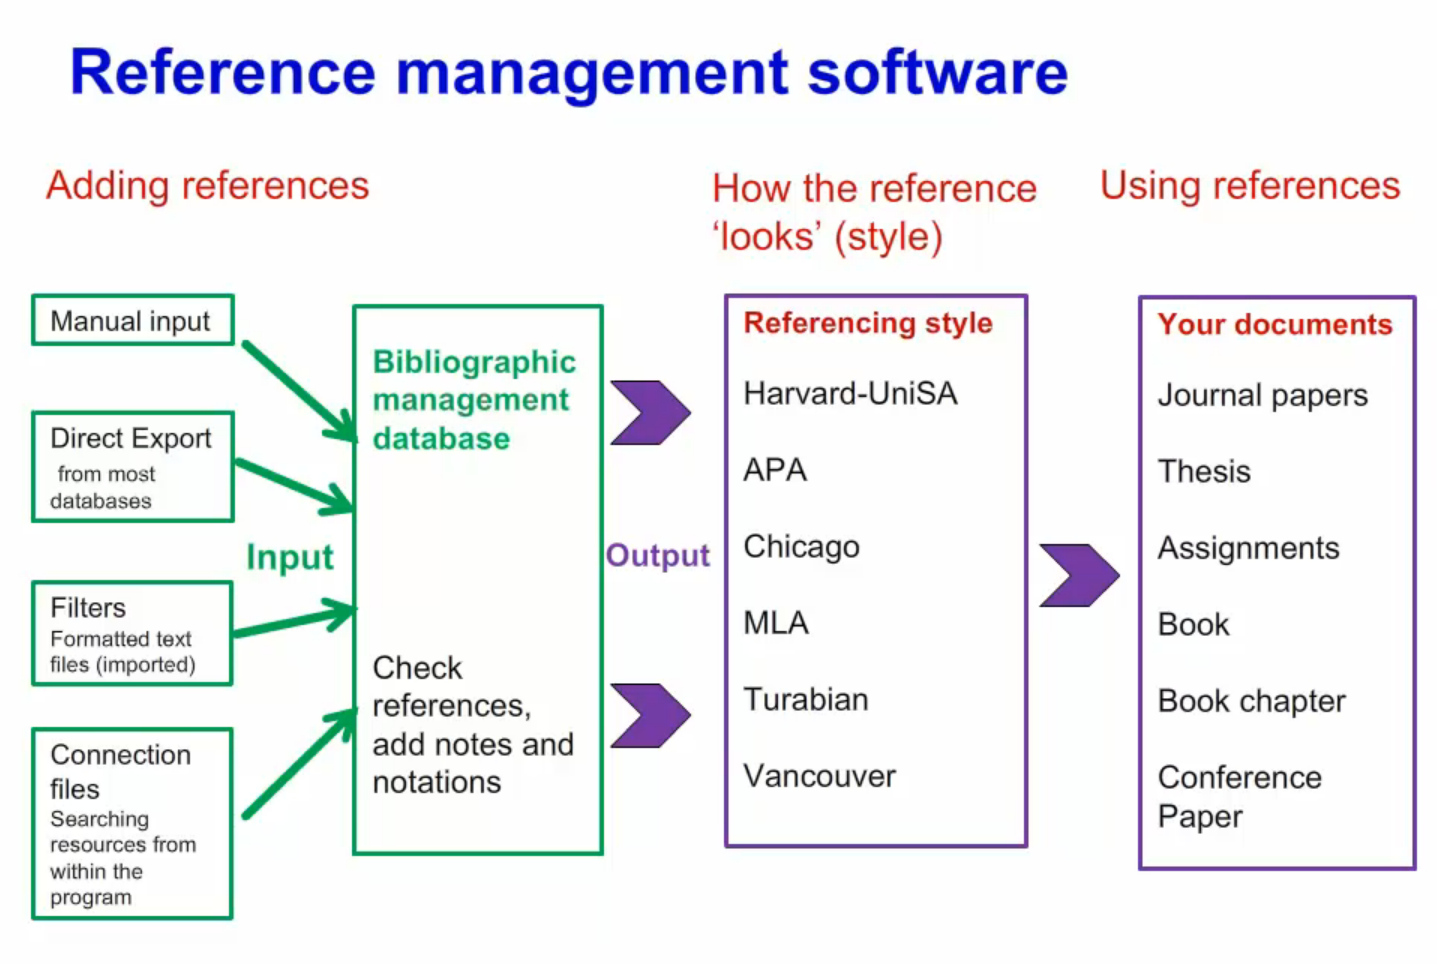 Reference management software
Adding references
How the reference
‘looks’ (style)
Using references
Manual input
Direct Export
from most
databases
Input
Filters
Formatted text
files (imported)
Connection
files
Searching
resources from
within the
program
Bibliographic
management
database
Check
references,
add notes and
notations
Output
Referencing style
Harvard-UniSA
APA
Chicago
MLA
Turabian
Vancouver
Your documents
Journal papers
Thesis
Assignments
Book
Book chapter
Conference
Paper